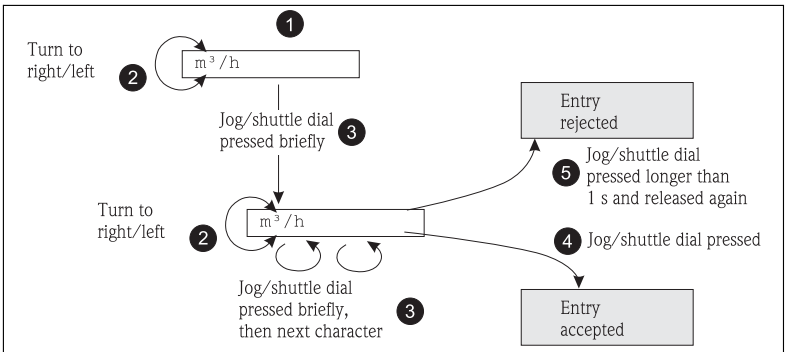 1
Turn to
right/left
2
m³/h
Jog/shuttle dial
pressed briefly
3
Entry
rejected
5
Jog/shuttle dial
pressed longer than
1 s and released again
Turn to
right/left
2
m³/h
4
Jog/shuttle dial pressed
Jog/shuttle dial
pressed briefly,
then next character
3
Entry
accepted